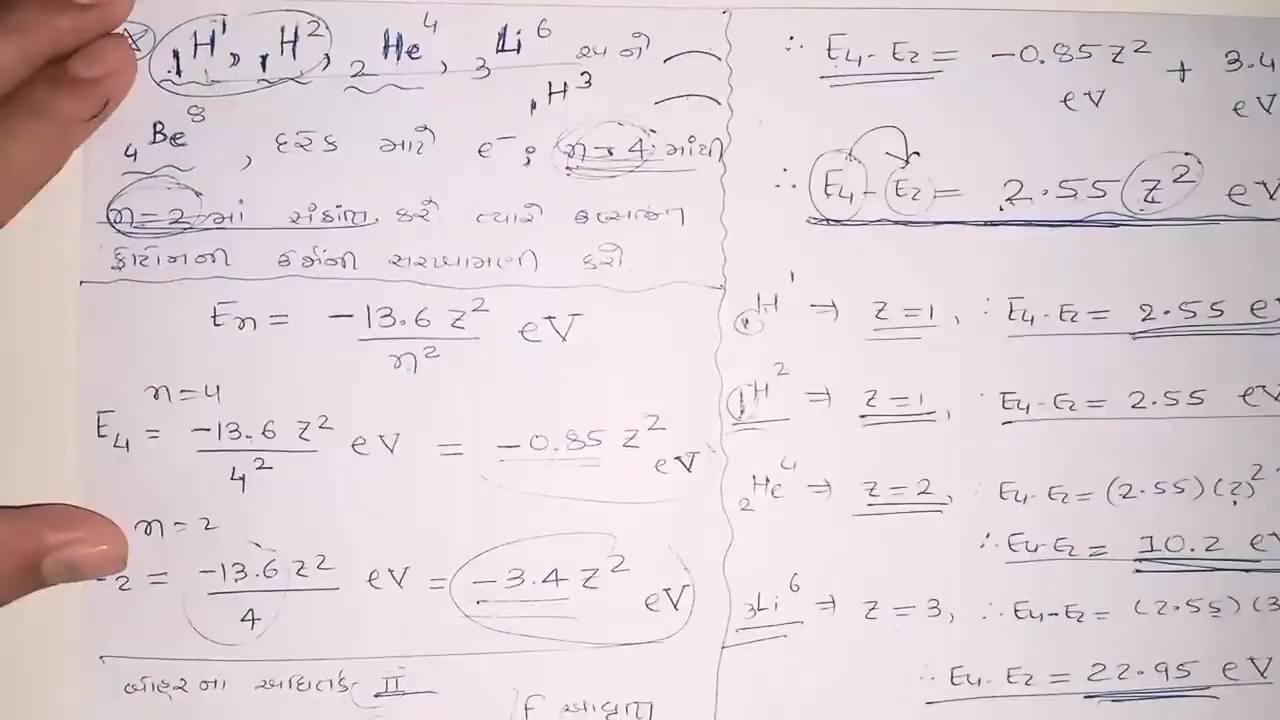 ₁H¹, ₁H², ₂He⁴, ₃Li⁶ અને
₁H³
₄Be⁸, દરેક માટે e⁻; n=4 માંથી
n=2 માં સંક્રાંતિ કરે ત્યારે ઉત્સર્જાતા
ફોટોનની ઊર્જાની સરખામણી કરો
En = -13.6 z² / n² eV
n=4
E₄ = -13.6 z² / 4² eV = -0.85 z² eV
n=2
₂ = -13.6 z² / 4 eV = -3.4 z² eV
બોહરના અધિતર્ક II
∴ E₄-E₂ = -0.85 z² eV + 3.4 eV
∴ E₄-E₂ = 2.55 z² eV
₁H¹ ⇒ z=1, ∴ E₄-E₂ = 2.55 e
₁H² ⇒ z=1, ∴ E₄-E₂ = 2.55 eV
₂He⁴ ⇒ z=2, ∴ E₄-E₂ = (2.55)(2)²
∴ E₄-E₂ = 10.2 e
₃Li⁶ ⇒ z=3, ∴ E₄-E₂ = (2.55)(3
∴ E₄-E₂ = 22.95 eV